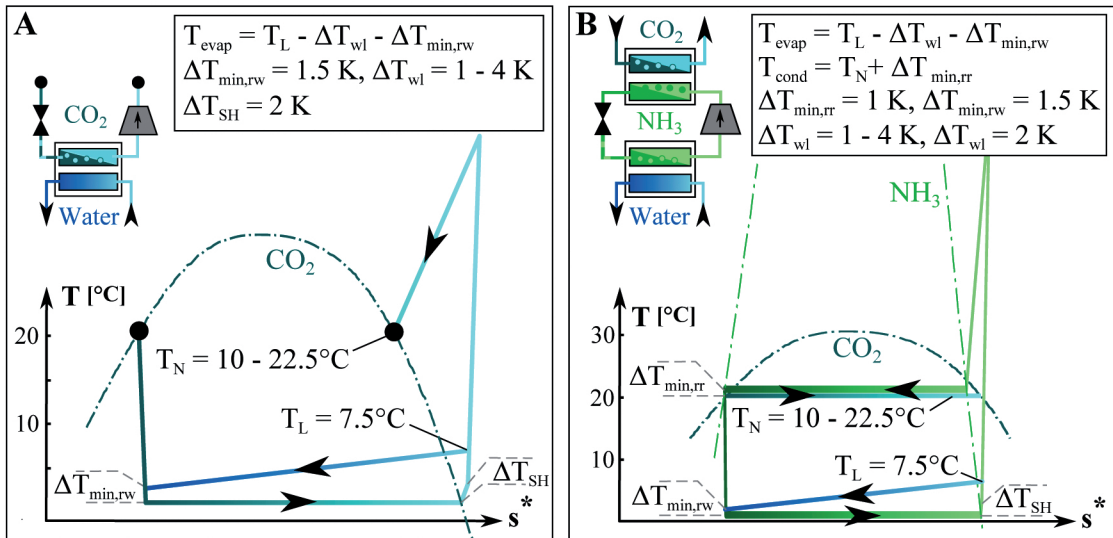 A
T_evap = T_L - ΔT_wl - ΔT_min,rw
ΔT_min,rw = 1.5 K, ΔT_wl = 1 - 4 K
ΔT_SH = 2 K
CO₂
Water
CO₂
T [°C]
20
10
T_N = 10 - 22.5°C
T_L = 7.5°C
ΔT_min,rw
ΔT_SH
s*
B
T_evap = T_L - ΔT_wl - ΔT_min,rw
T_cond = T_N + ΔT_min,rr
ΔT_min,rr = 1 K, ΔT_min,rw = 1.5 K
ΔT_wl = 1 - 4 K, ΔT_wl = 2 K
CO₂
NH₃
Water
NH₃
T [°C]
30
CO₂
ΔT_min,rr
20
T_N = 10 - 22.5°C
10
T_L = 7.5°C
ΔT_min,rw
ΔT_SH
0
s*